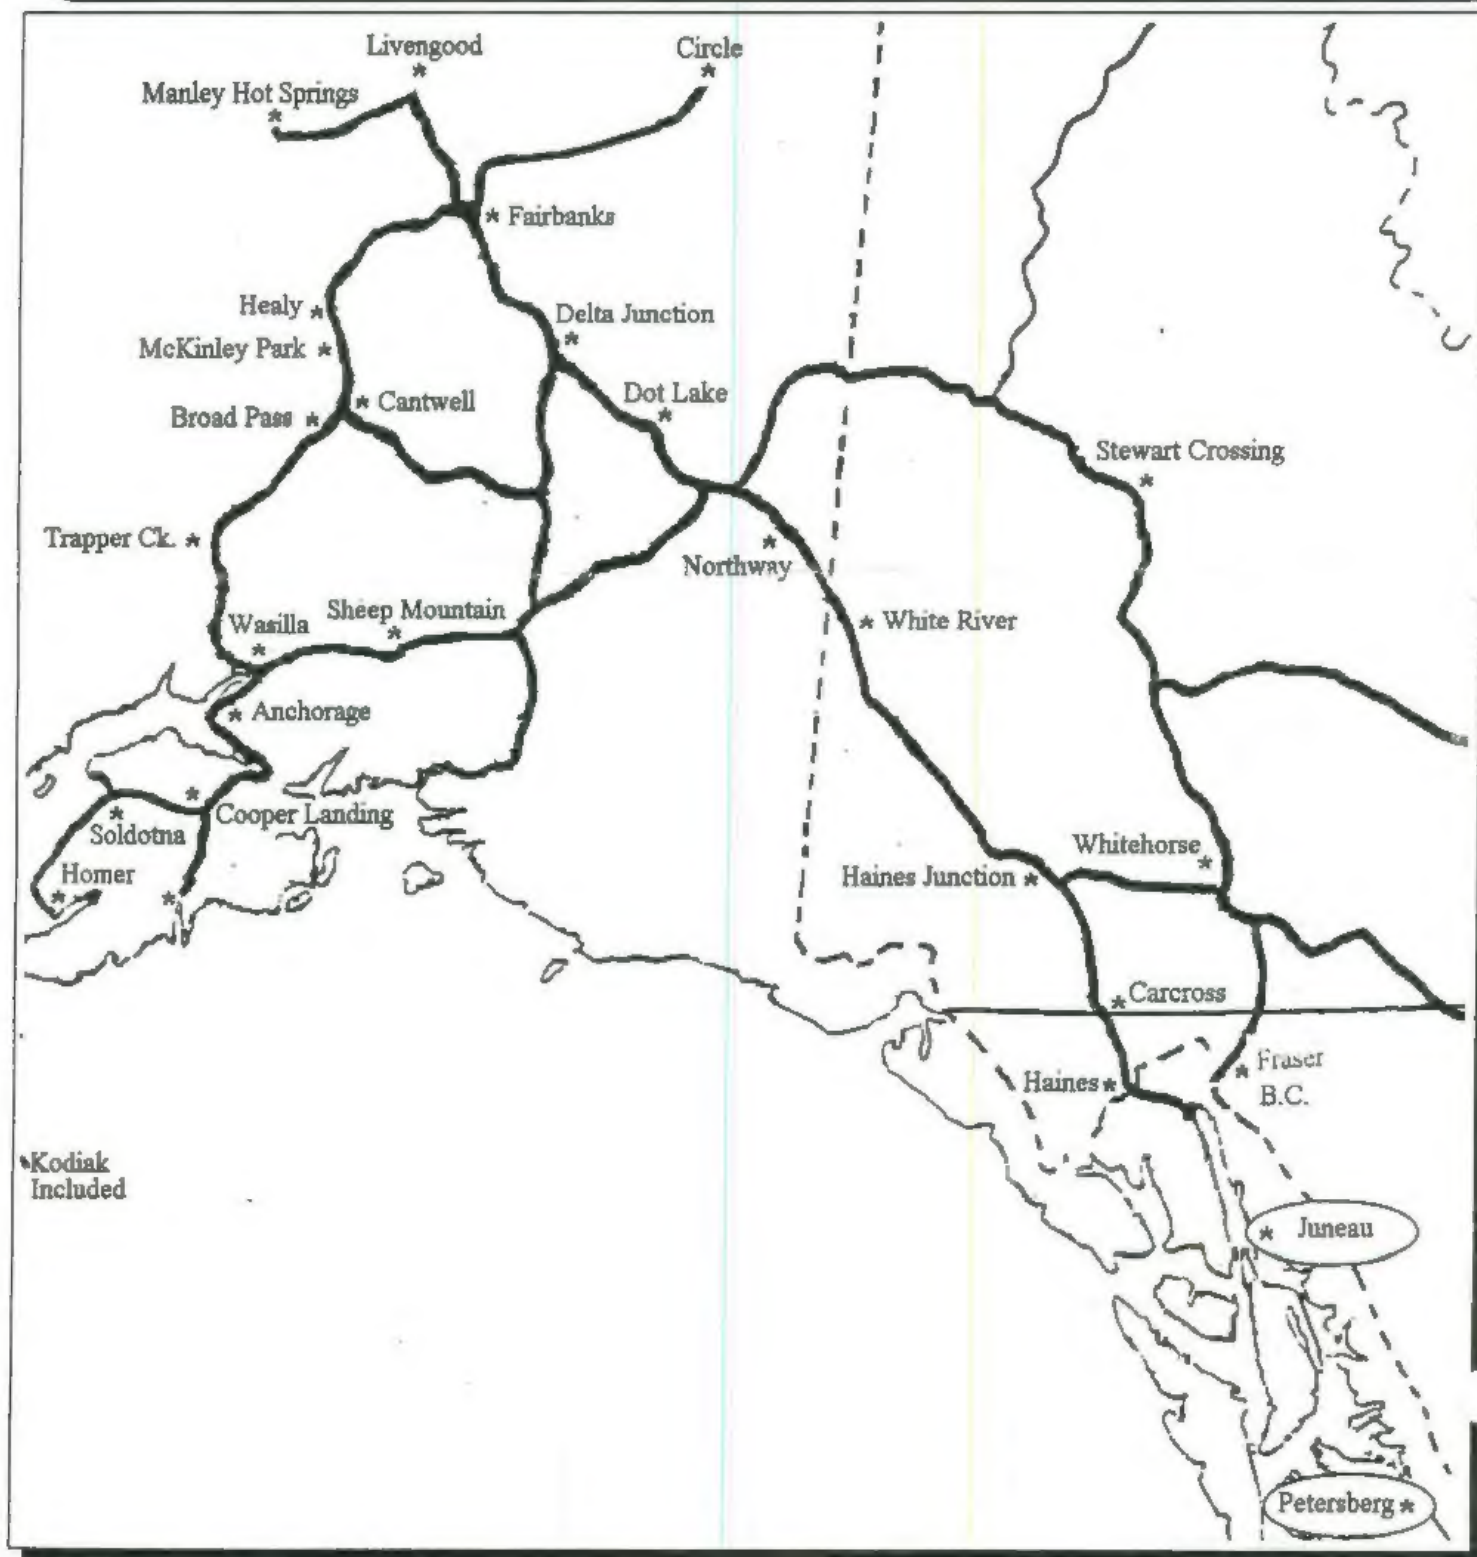 Livengood
Circle
Manley Hot Springs
Fairbanks
Healy
Delta Junction
McKinley Park
Dot Lake
Cantwell
Broad Pass
Stewart Crossing
Trapper Ck.
Northway
Sheep Mountain
Wasilla
White River
Anchorage
Cooper Landing
Soldotna
Whitehorse
Homer
Haines Junction
Carcross
Fraser
B.C.
Haines
Kodiak
Included
Juneau
Petersberg